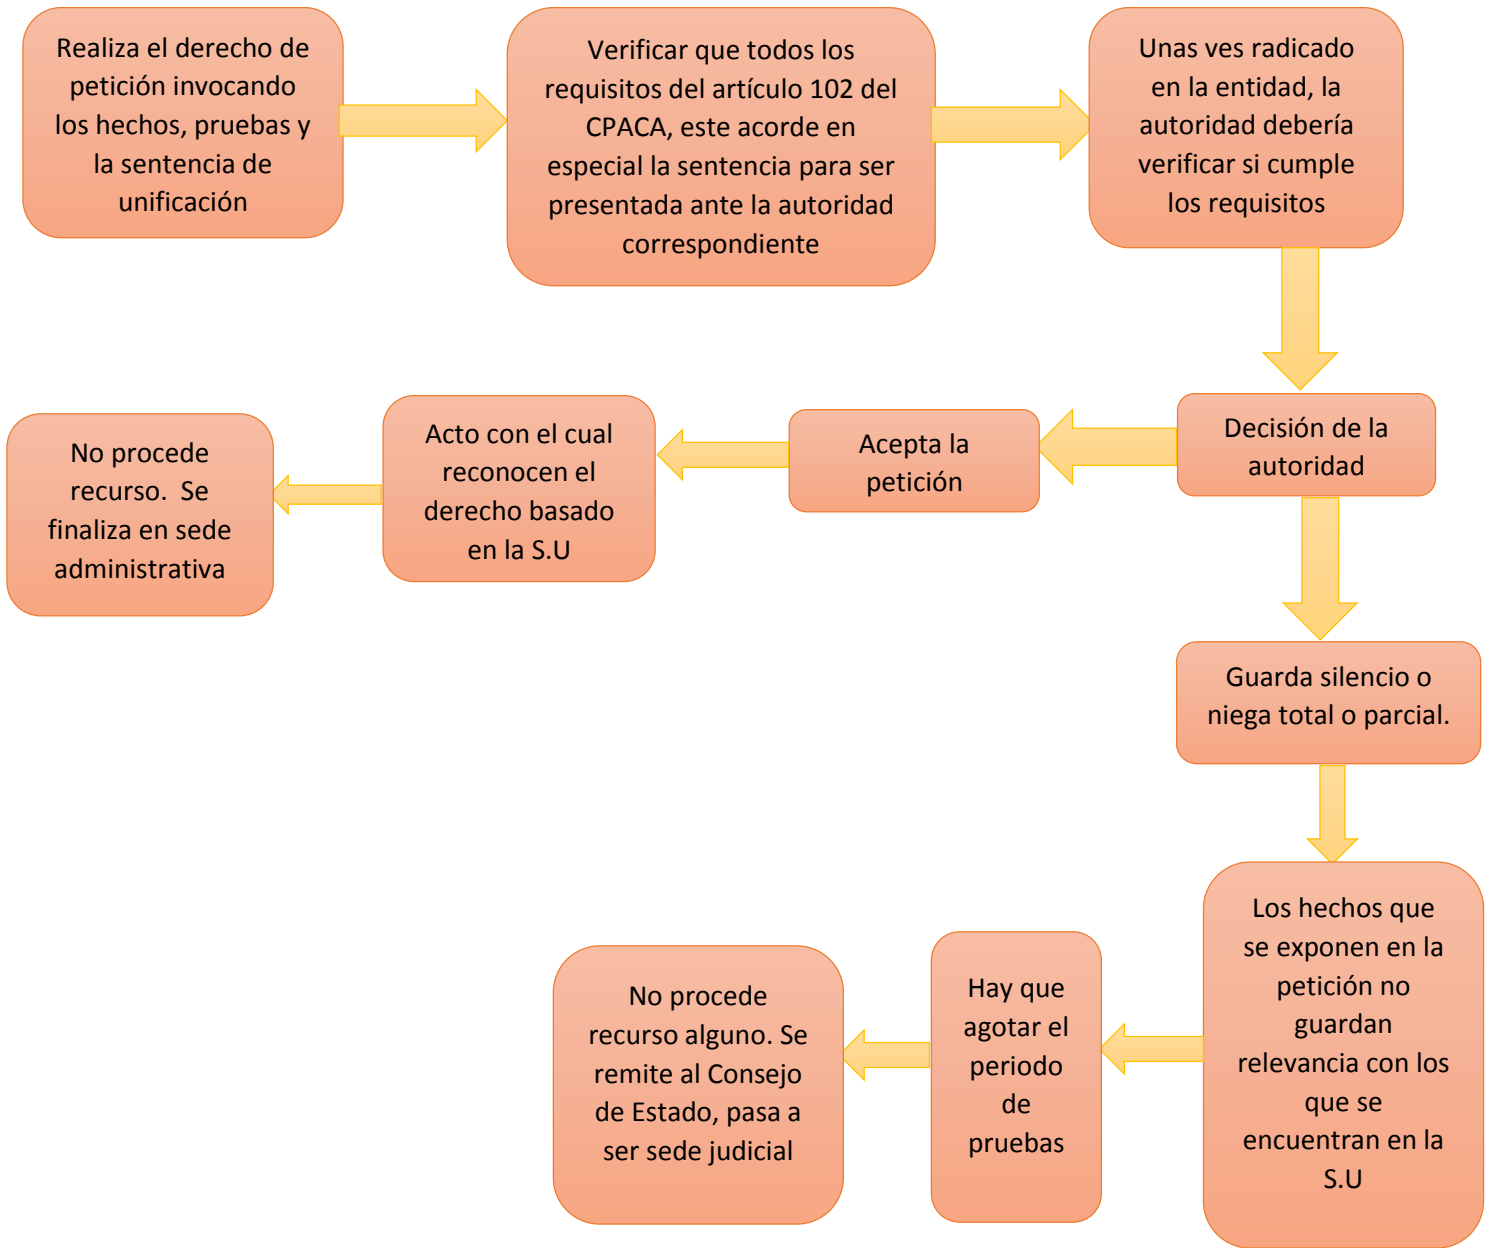 Realiza el derecho de
petición invocando
los hechos, pruebas y
la sentencia de
unificación
Verificar que todos los
requisitos del artículo 102 del
CPACA, este acorde en
especial la sentencia para ser
presentada ante la autoridad
correspondiente
Unas ves radicado
en la entidad, la
autoridad debería
verificar si cumple
los requisitos
Decisión de la
autoridad
Acepta la
petición
Acto con el cual
reconocen el
derecho basado
en la S.U
No procede
recurso. Se
finaliza en sede
administrativa
Guarda silencio o
niega total o parcial.
Los hechos que
se exponen en la
petición no
guardan
relevancia con los
que se
encuentran en la
S.U
Hay que
agotar el
periodo
de
pruebas
No procede
recurso alguno. Se
remite al Consejo
de Estado, pasa a
ser sede judicial